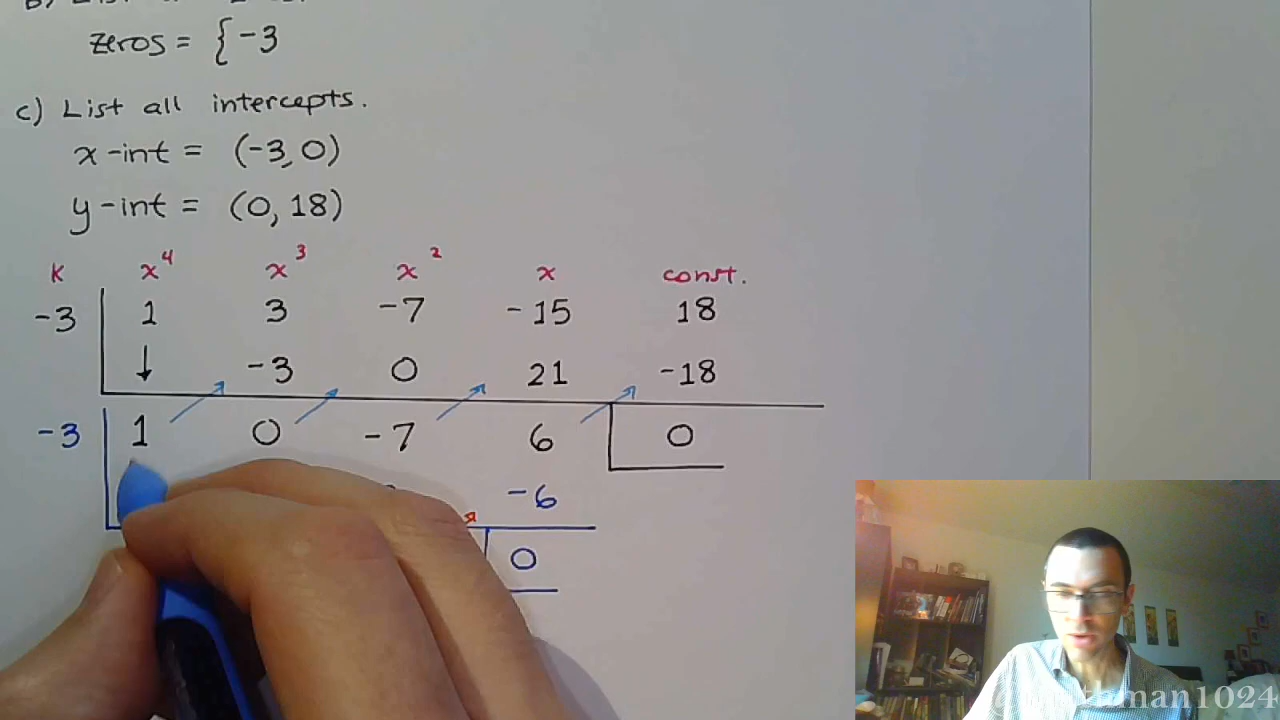 zeros = { -3
c) List all intercepts.
x-int = (-3, 0)
y-int = (0, 18)
K x⁴ x³ x² x const.
-3 1 3 -7 -15 18
↓ -3 0 21 -18
-3 1 0 -7 6 0
-6
0